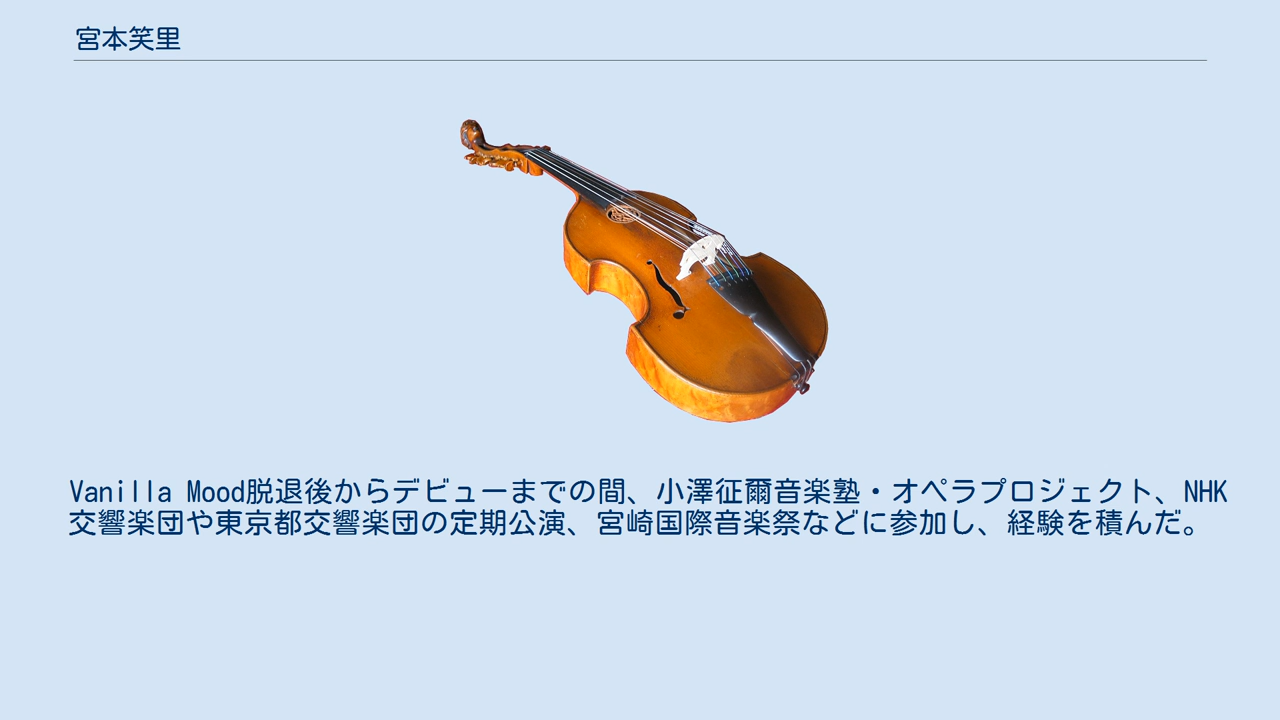 宮本笑里
Vanilla Mood脱退後からデビューまでの間、小澤征爾音楽塾・オペラプロジェクト、NHK
交響楽団や東京都交響楽団の定期公演、宮崎国際音楽祭などに参加し、経験を積んだ。